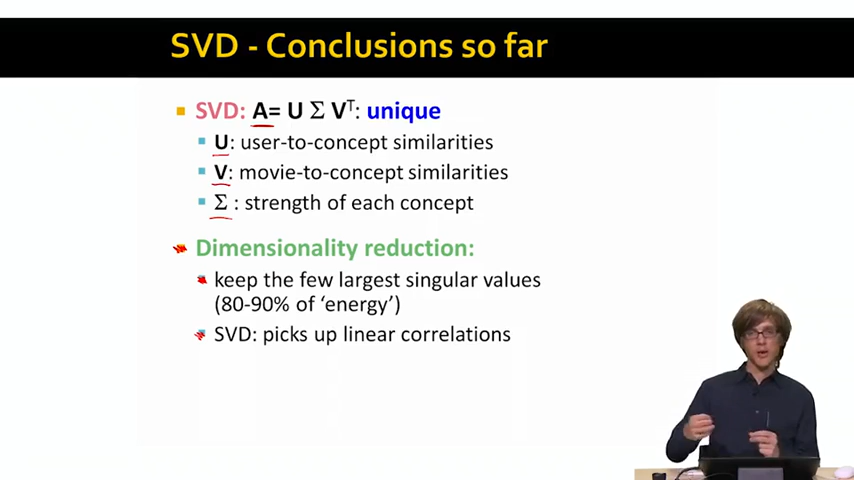 SVD - Conclusions so far
SVD: A= U Σ Vᵀ: unique
U: user-to-concept similarities
V: movie-to-concept similarities
Σ : strength of each concept
Dimensionality reduction:
keep the few largest singular values
(80-90% of ‘energy’)
SVD: picks up linear correlations